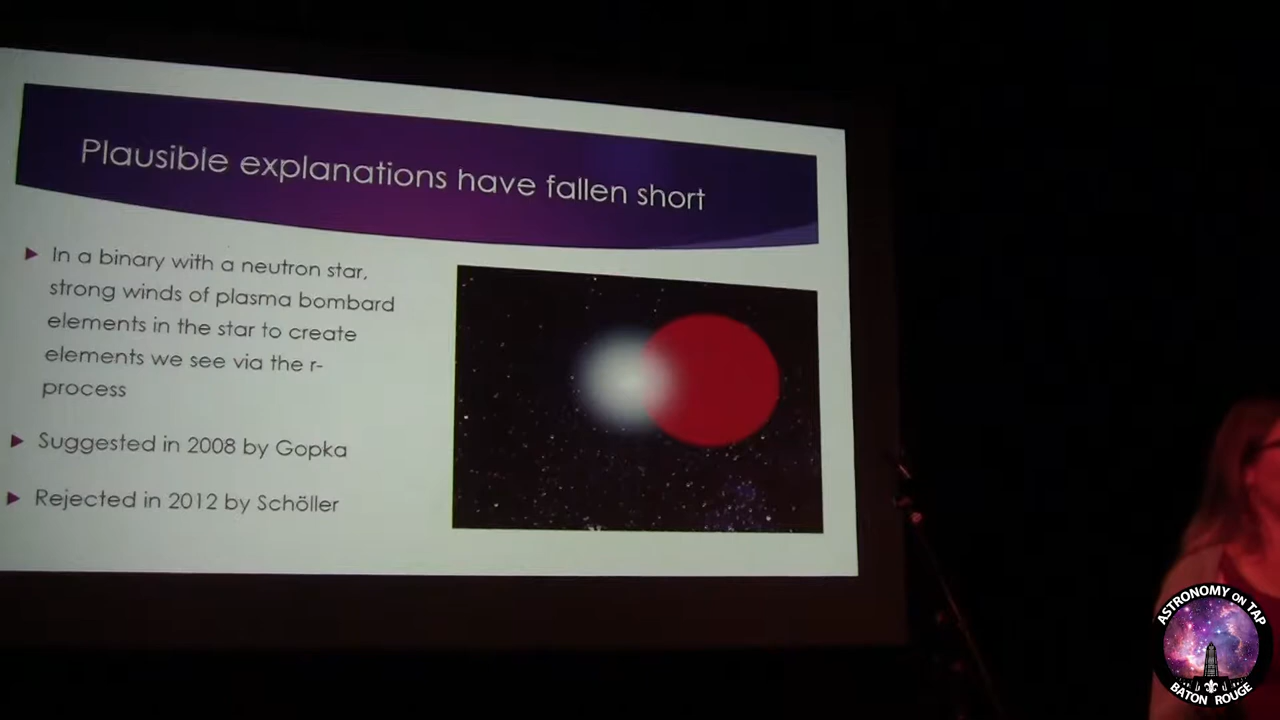 Plausible explanations have fallen short
► In a binary with a neutron star,
strong winds of plasma bombard
elements in the star to create
elements we see via the r-
process
► Suggested in 2008 by Gopka
► Rejected in 2012 by Schöller
ASTRONOMY ON TAP
BATON ROUGE